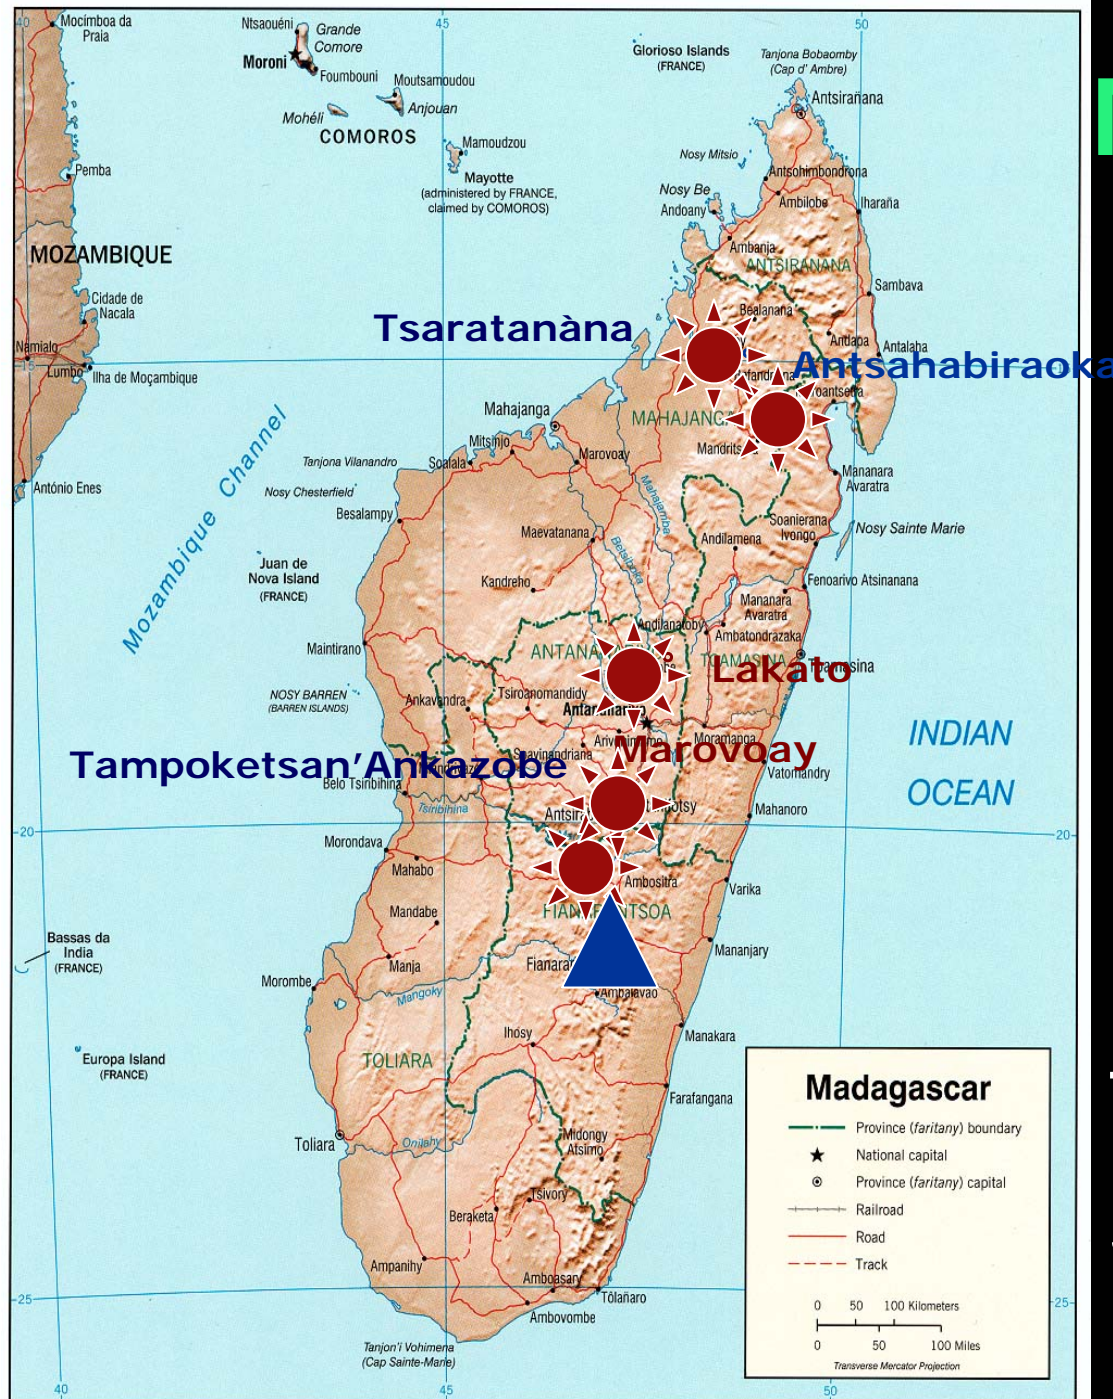 40
45
50
Mocímboa da
Praia
Ntsaouéni
Grande
Comore
Moroni
Foumbouni
Moutsamoudou
Mohéli
Anjouan
COMOROS
Mamoudzou
Mayotte
(administered by FRANCE,
claimed by COMOROS)
Glorioso Islands
(FRANCE)
Tanjona Bobaomby
(Cap d' Ambre)
Antsirañana
Nosy Mitsio
Antsohimbondrona
Nosy Be
Andoany
Ambilobe
Iharaña
Ambanja
ANTSIRANANA
Pemba
MOZAMBIQUE
Cidade de
Nacala
Namialo
Lumbo
Ilha de Moçambique
António Enes
Sambava
Bealanana
Tsaratanàna
Andapa
Antalaha
Antsahabiraoka
Mahajanga
MAHAJANGA
Mitsinjo
Tanjona Vilanandro
Soalala
Marovoay
Mananara
Avaratra
Nosy Chesterfield
Besalampy
Mahajamba
Mozambique Channel
Soanierana
Ivongo
Nosy Sainte Marie
Maevatanana
Andilamena
Betsiboka
Juan de
Nova Island
(FRANCE)
Kandreho
Fenoarivo Atsinanana
Mananara
Avaratra
Andilanatoby
Ambatondrazaka
Maintirano
TOAMASINA
Toamasina
Lakato
NOSY BARREN
(BARREN ISLANDS)
Ankavandra
Tsiroanomandidy
Moramanga
INDIAN
OCEAN
Marovoay
Tampoketsan'Ankazobe
Vatomandry
Belo Tsiribihina
Tsiribihina
Mahanoro
20
20
Morondava
Mahabo
Ambositra
Varika
Mandabe
Bassas da
India
(FRANCE)
Mananjary
Manja
Morombe
Mangoky
Ambalavao
Ihosy
Manakara
Europa Island
(FRANCE)
TOLIARA
Farafangana
Toliara
Onilahy
Midongy
Atsimo
Tsivory
Beraketa
Ampanihy
Amboasary
Tôlañaro
Ambovombe
25
25
Tanjon'i Vohimena
(Cap Sainte-Marie)
Madagascar
Province (faritany) boundary
National capital
Province (faritany) capital
Railroad
Road
Track
0 50 100 Kilometers
0 50 100 Miles
Transverse Mercator Projection
40
45
50